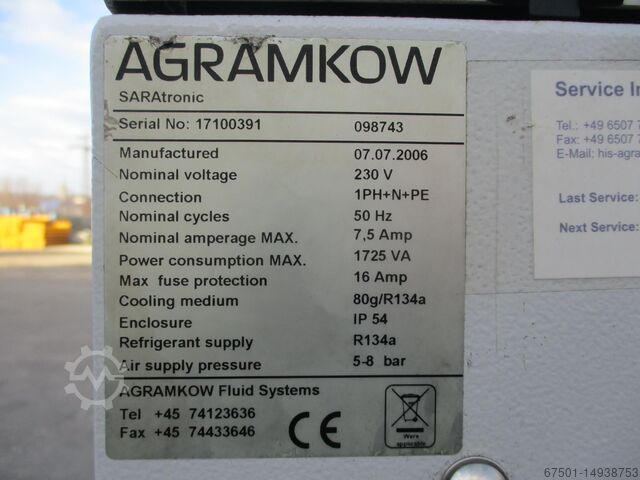 AGRAMKOW
SARAtronic
Serial No: 17100391 098743
Manufactured 07.07.2006
Nominal voltage 230 V
Connection 1PH+N+PE
Nominal cycles 50 Hz
Nominal amperage MAX. 7,5 Amp
Power consumption MAX. 1725 VA
Max fuse protection 16 Amp
Cooling medium 80g/R134a
Enclosure IP 54
Refrigerant supply R134a
Air supply pressure 5-8 bar
AGRAMKOW Fluid Systems
Tel +45 74123636
Fax +45 74433646
CE
Were
applicable
Service In
Tel.: +49 6507 7
Fax: +49 6507 7
E-Mail: his-agra
Last Service:
Next Service:
67501-14938753